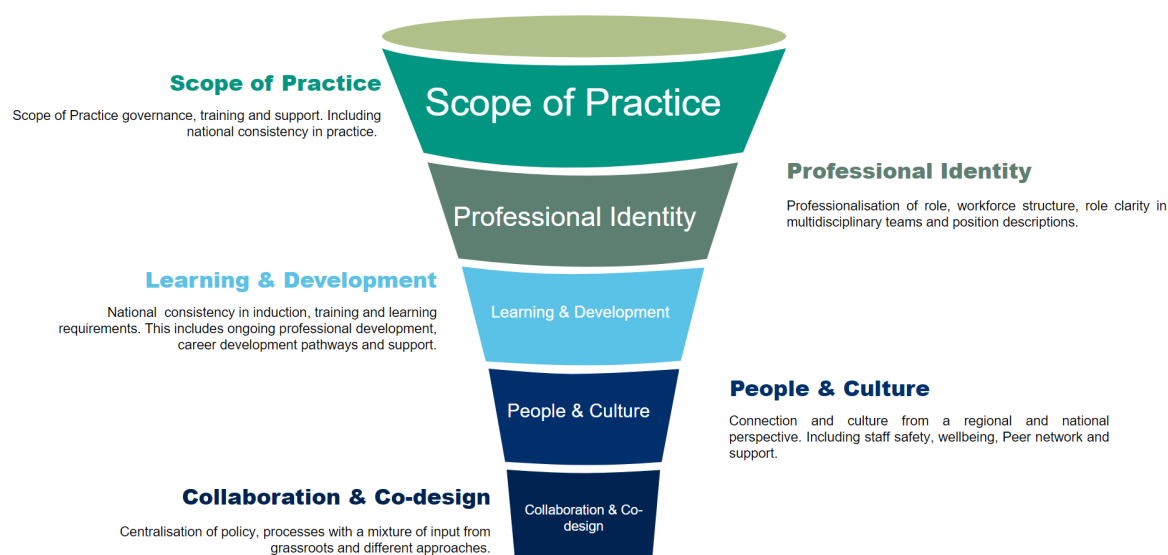 Scope of Practice
Scope of Practice governance, training and support. Including
national consistency in practice.
Scope of Practice
Professional Identity
Professional Identity
Professionalisation of role, workforce structure, role clarity in
multidisciplinary teams and position descriptions.
Learning & Development
National consistency in induction, training and learning
requirements. This includes ongoing professional development,
career development pathways and support.
Learning & Development
People & Culture
People & Culture
Connection and culture from a regional and national
perspective. Including staff safety, wellbeing, Peer network and
support.
Collaboration & Co-design
Centralisation of policy, processes with a mixture of input from
grassroots and different approaches.
Collaboration & Co-
design